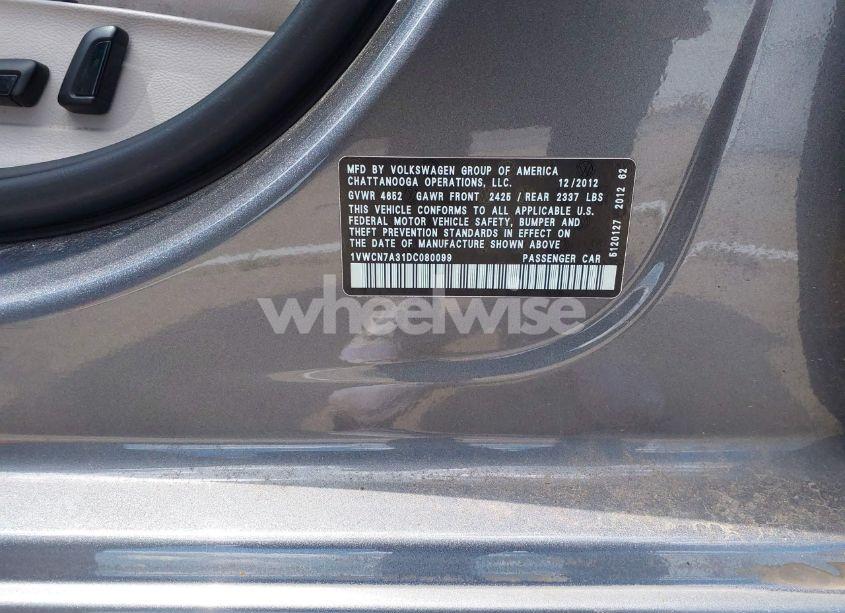 MFD BY VOLKSWAGEN GROUP OF AMERICA
CHATTANOOGA OPERATIONS, LLC. 12/2012
GVWR 4652 GAWR FRONT 2425 / REAR 2337 LBS
THIS VEHICLE CONFORMS TO ALL APPLICABLE U.S.
FEDERAL MOTOR VEHICLE SAFETY, BUMPER AND
THEFT PREVENTION STANDARDS IN EFFECT ON
THE DATE OF MANUFACTURE SHOWN ABOVE
1VWCN7A31DC080099 PASSENGER CAR
5120127 2012 62
wheelwise